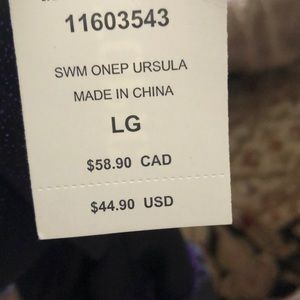 11603543
SWM ONEP URSULA
MADE IN CHINA
LG
$58.90 CAD
$44.90 USD